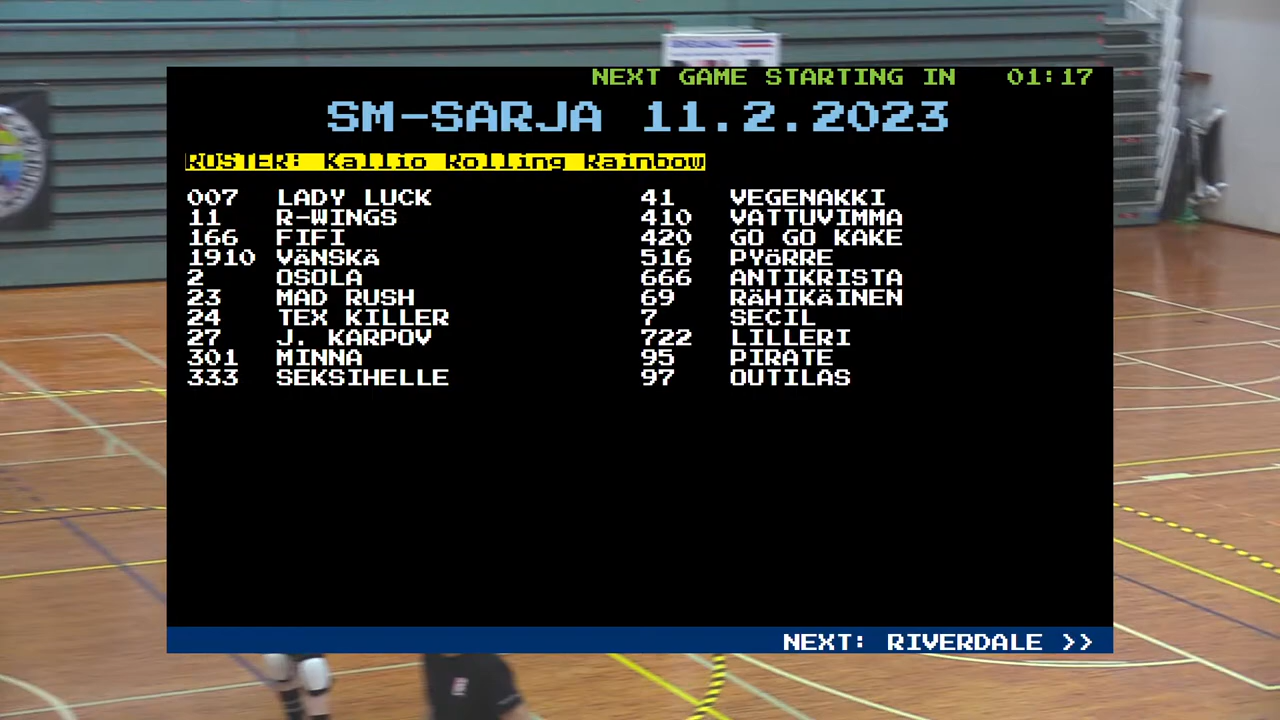 NEXT GAME STARTING IN 01:17
SM-SARJA 11.2.2023
ROSTER: Kallio Rolling Rainbow
007 LADY LUCK
11 R-WINGS
166 FIFI
1910 VÄNSKÄ
2 OSOLA
23 MAD RUSH
24 TEX KILLER
27 J. KARPOV
301 MINNA
333 SEKSIHELLE
41 VEGENAKKI
410 VATTUVIMMA
420 GO GO KAKE
516 PYöRRE
666 ANTIKRISTA
69 RÄHIKÄINEN
7 SECIL
722 LILLERI
95 PIRATE
97 OUTILAS
NEXT: RIVERDALE >>